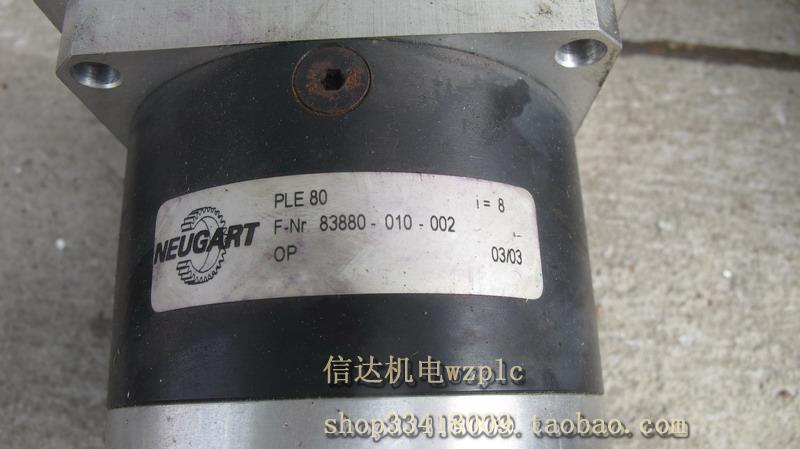 PLE 80 i = 8
NEUGART F-Nr 83880 - 010 - 002
OP 03/03
信达机电wzplc
shop33418009.taobao.com